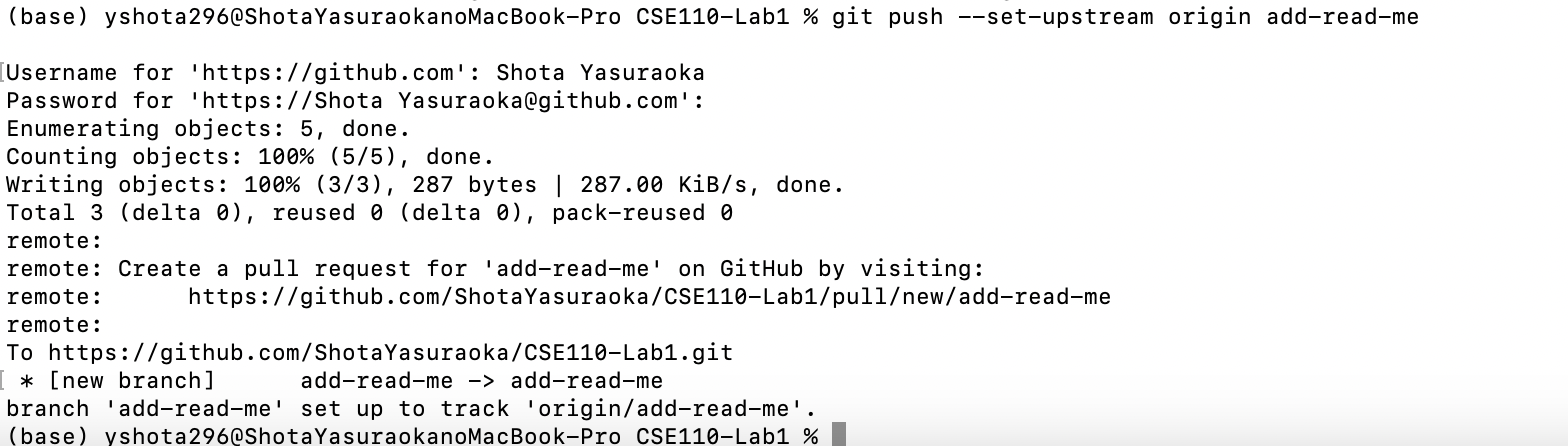 (base) yshota296@ShotaYasuraokanoMacBook-Pro CSE110-Lab1 % git push --set-upstream origin add-read-me
Username for 'https://github.com': Shota Yasuraoka
Password for 'https://Shota Yasuraoka@github.com':
Enumerating objects: 5, done.
Counting objects: 100% (5/5), done.
Writing objects: 100% (3/3), 287 bytes | 287.00 KiB/s, done.
Total 3 (delta 0), reused 0 (delta 0), pack-reused 0
remote:
remote: Create a pull request for 'add-read-me' on GitHub by visiting:
remote:      https://github.com/ShotaYasuraoka/CSE110-Lab1/pull/new/add-read-me
remote:
To https://github.com/ShotaYasuraoka/CSE110-Lab1.git
 * [new branch]      add-read-me -> add-read-me
branch 'add-read-me' set up to track 'origin/add-read-me'.
(base) yshota296@ShotaYasuraokanoMacBook-Pro CSE110-Lab1 %